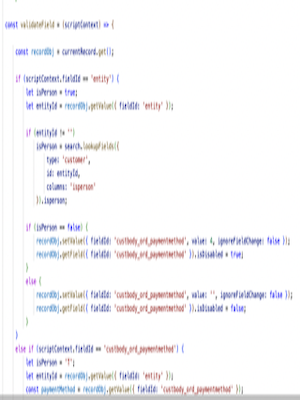 const validateField = (scriptContext) => {
const recordObj = currentRecord.get();
if (scriptContext.fieldId == 'entity') {
let isPerson = true;
let entityId = recordObj.getValue({ fieldId: 'entity' });
if (entityId != '')
isPerson = search.lookupFields({
type: 'customer',
id: entityId,
columns: 'isperson'
}).isperson;
if (isPerson == false) {
recordObj.setValue({ fieldId: 'custbody_ord_paymentmethod', value: 4, ignoreFieldChange: false });
recordObj.getField({ fieldId: 'custbody_ord_paymentmethod' }).isDisabled = true;
}
else {
recordObj.setValue({ fieldId: 'custbody_ord_paymentmethod', value: '', ignoreFieldChange: false });
recordObj.getField({ fieldId: 'custbody_ord_paymentmethod' }).isDisabled = false;
}
}
else if (scriptContext.fieldId == 'custbody_ord_paymentmethod') {
let isPerson = 'T';
let entityId = recordObj.getValue({ fieldId: 'entity' });
const paymentMethod = recordObj.getValue({ fieldId: 'custbody_ord_paymentmethod' });